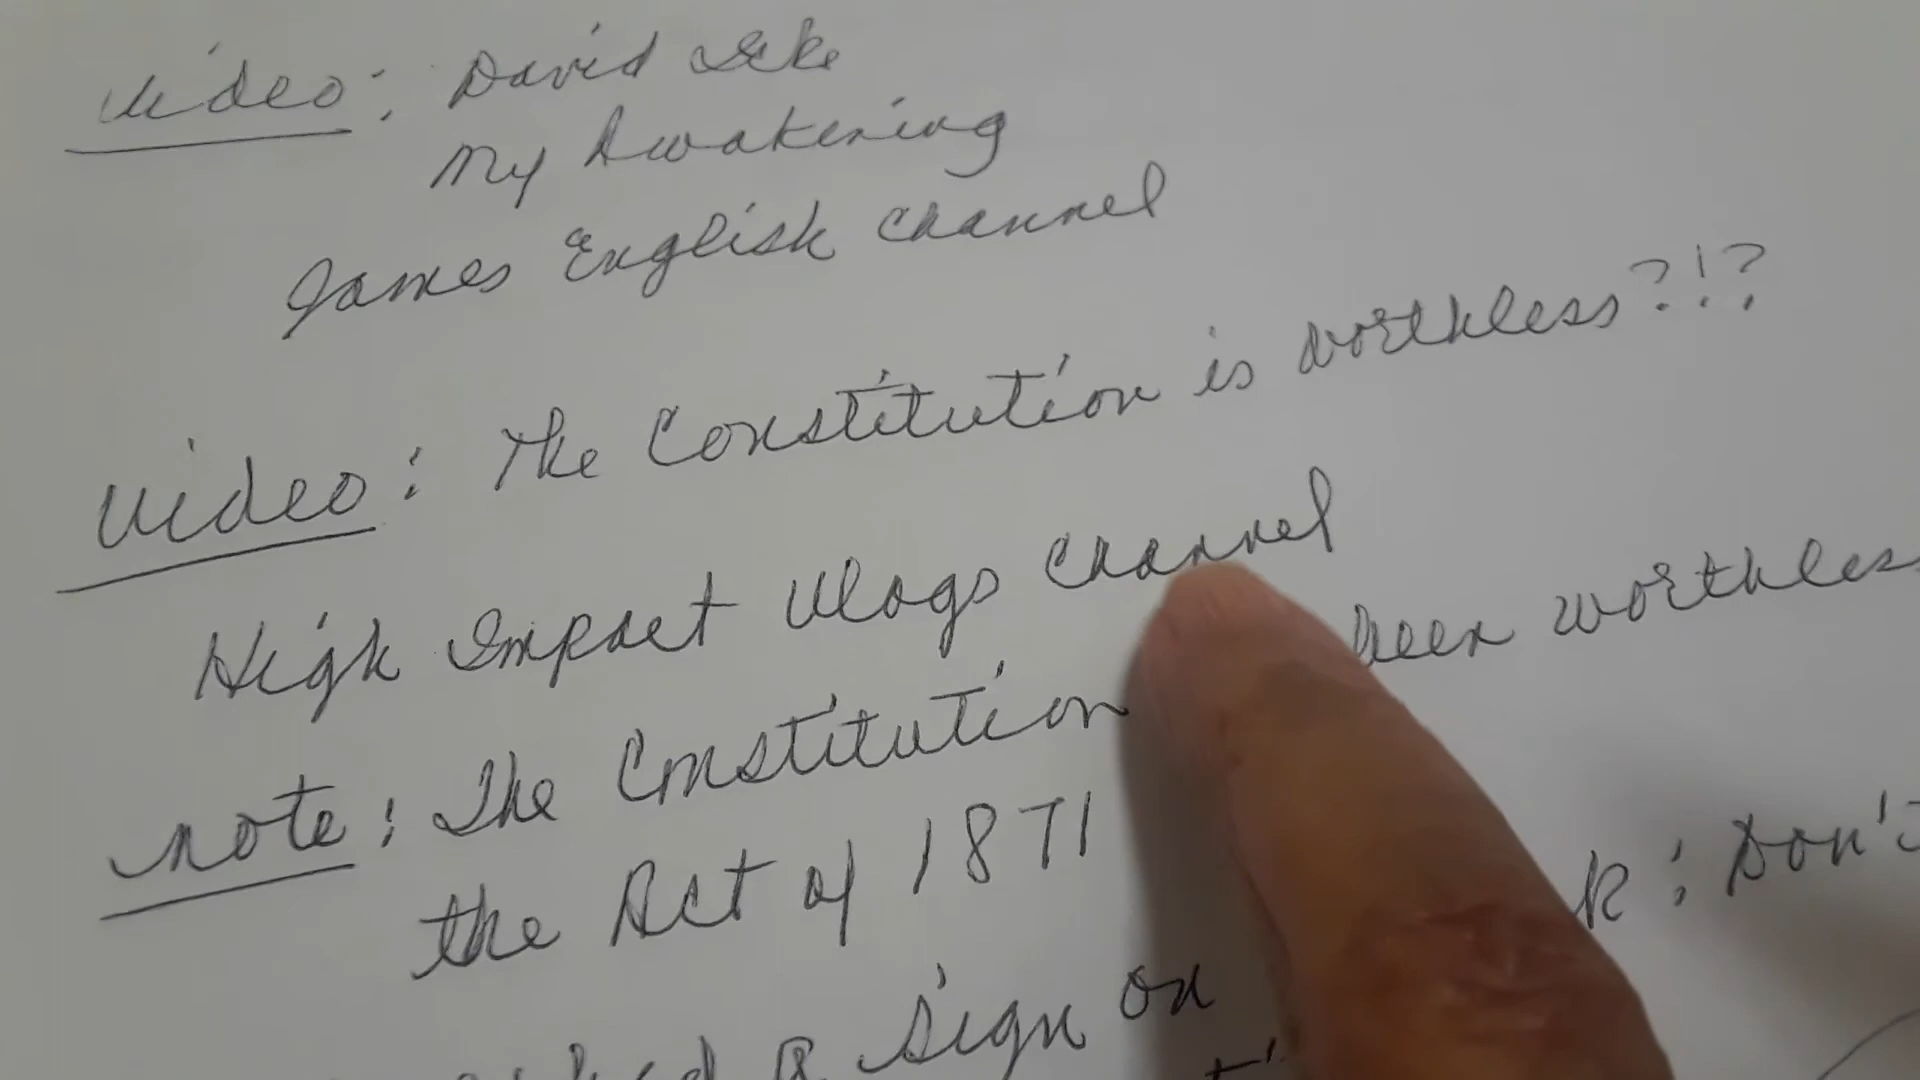 Video: David Icke
My Awakening
James English Channel
Video: The Constitution is Worthless?!?
High Impact Vlogs Channel
Note: The Constitution been worthless
the Act of 1871
k: Don't
a sign on